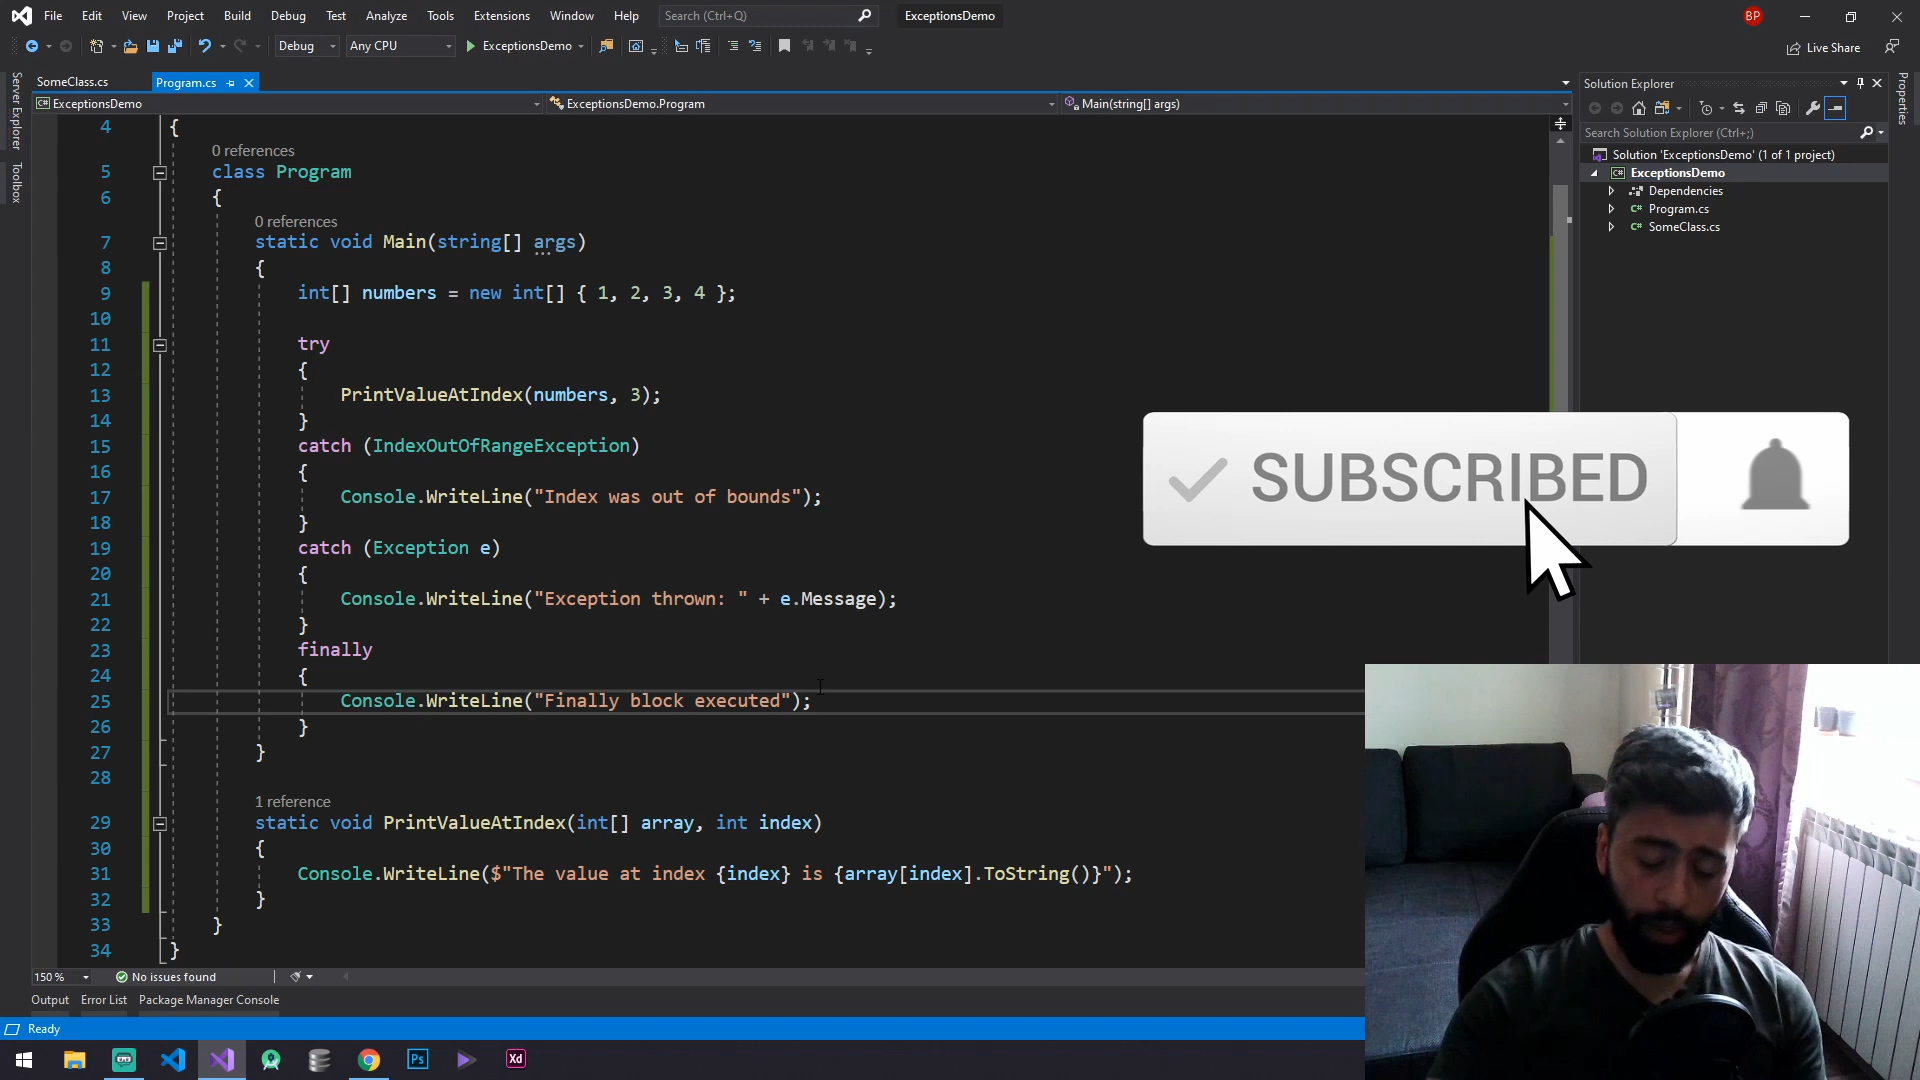 File Edit View Project Build Debug Test Analyze Tools Extensions Window Help Search (Ctrl+Q) ExceptionsDemo BP
Debug Any CPU ExceptionsDemo Live Share
Server Explorer
Toolbox
SomeClass.cs Program.cs
ExceptionsDemo ExceptionsDemo.Program Main(string[] args)
4 {
0 references
5 class Program
6 {
0 references
7 static void Main(string[] args)
8 {
9 int[] numbers = new int[] { 1, 2, 3, 4 };
10
11 try
12 {
13 PrintValueAtIndex(numbers, 3);
14 }
15 catch (IndexOutOfRangeException)
16 {
17 Console.WriteLine("Index was out of bounds");
18 }
19 catch (Exception e)
20 {
21 Console.WriteLine("Exception thrown: " + e.Message);
22 }
23 finally
24 {
25 Console.WriteLine("Finally block executed");
26 }
27 }
28
1 reference
29 static void PrintValueAtIndex(int[] array, int index)
30 {
31 Console.WriteLine($"The value at index {index} is {array[index].ToString()}");
32 }
33 }
34 }
150 % No issues found
Output Error List Package Manager Console
Ready
Solution Explorer
Search Solution Explorer (Ctrl+;)
Solution 'ExceptionsDemo' (1 of 1 project)
C# ExceptionsDemo
Dependencies
C# Program.cs
C# SomeClass.cs
Properties
SUBSCRIBED
Ps Xd